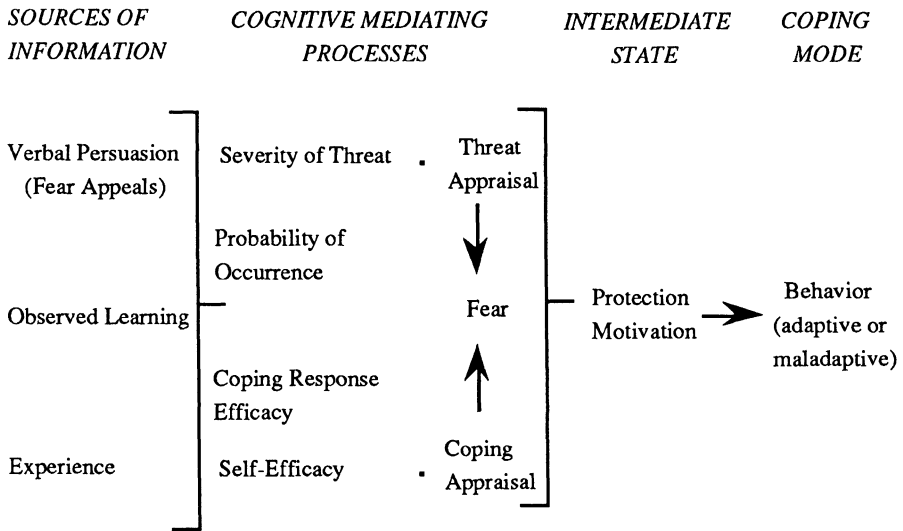 SOURCES OF
INFORMATION
COGNITIVE MEDIATING
PROCESSES
INTERMEDIATE
STATE
COPING
MODE
Verbal Persuasion
(Fear Appeals)
Observed Learning
Experience
Severity of Threat .
Probability of
Occurrence
Coping Response
Efficacy
Self-Efficacy .
Threat
Appraisal
Fear
Coping
Appraisal
Protection
Motivation
Behavior
(adaptive or
maladaptive)